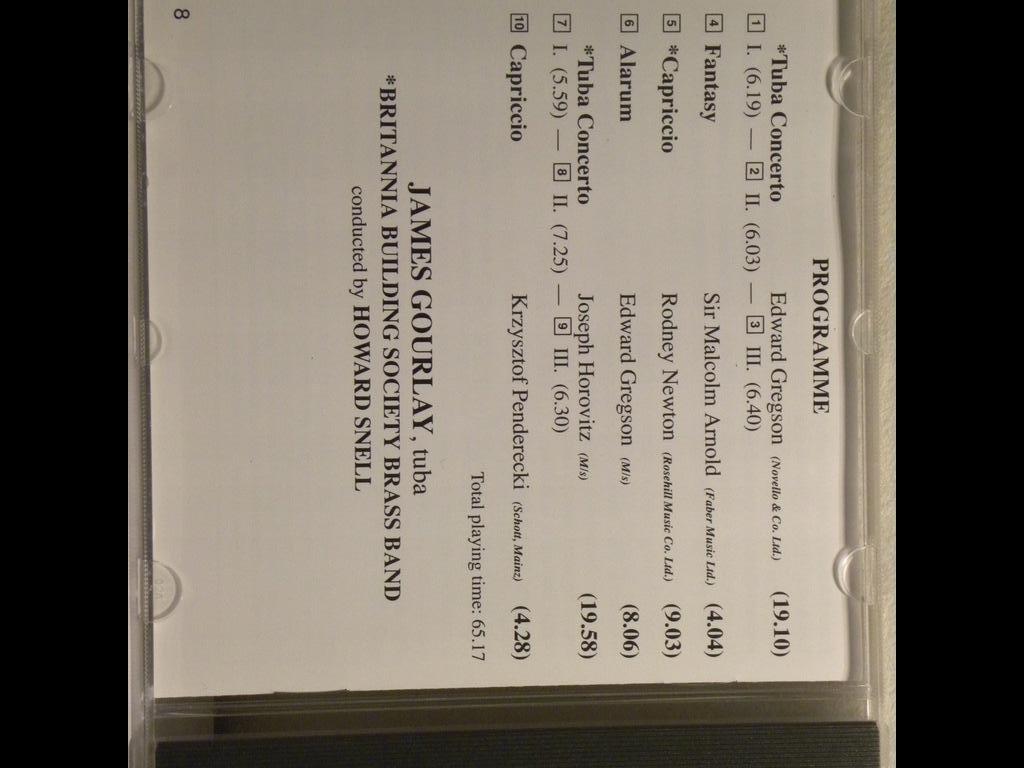 PROGRAMME
*Tuba Concerto Edward Gregson (Novello & Co. Ltd.) (19.10)
1 I. (6.19) — 2 II. (6.03) — 3 III. (6.40)
4 Fantasy Sir Malcolm Arnold (Faber Music Ltd.) (4.04)
5 *Capriccio Rodney Newton (Rosehill Music Co. Ltd.) (9.03)
6 Alarum Edward Gregson (M/s) (8.06)
*Tuba Concerto Joseph Horovitz (M/s) (19.58)
7 I. (5.59) — 8 II. (7.25) — 9 III. (6.30)
10 Capriccio Krzysztof Penderecki (Schott, Mainz) (4.28)
Total playing time: 65.17
JAMES GOURLAY, tuba
*BRITANNIA BUILDING SOCIETY BRASS BAND
conducted by HOWARD SNELL
8